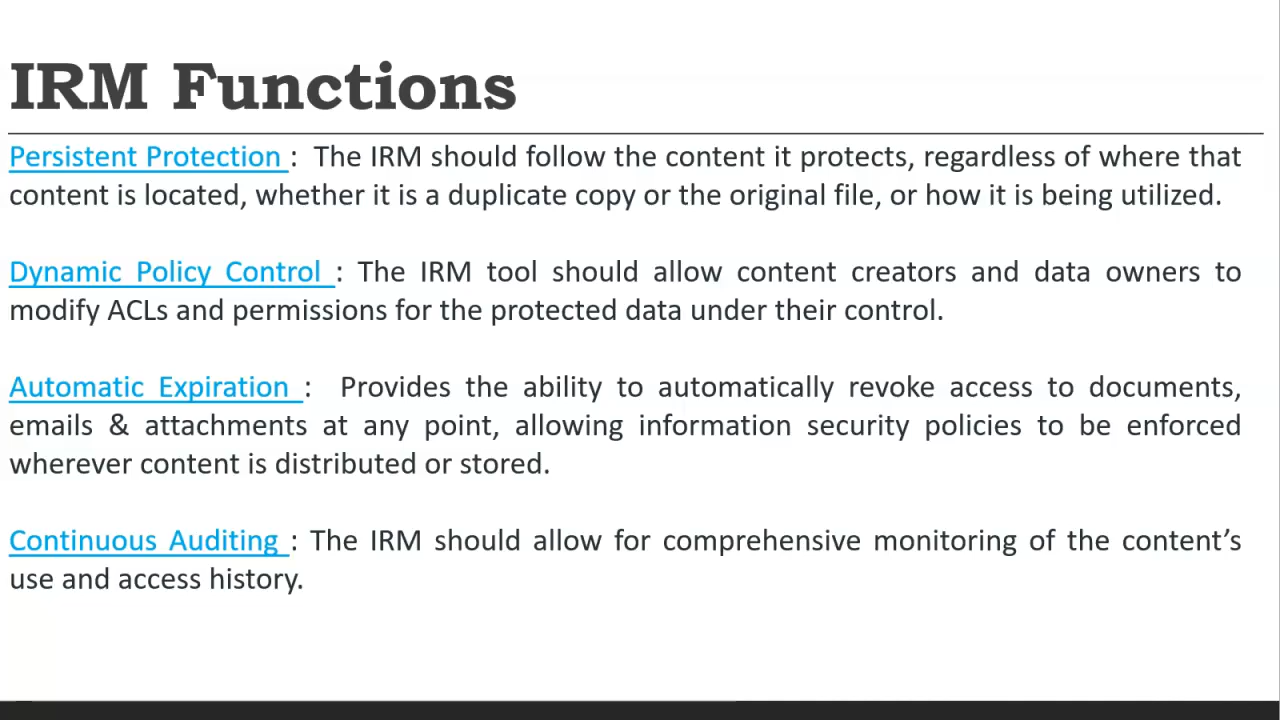 IRM Functions
Persistent Protection : The IRM should follow the content it protects, regardless of where that
content is located, whether it is a duplicate copy or the original file, or how it is being utilized.
Dynamic Policy Control : The IRM tool should allow content creators and data owners to
modify ACLs and permissions for the protected data under their control.
Automatic Expiration : Provides the ability to automatically revoke access to documents,
emails & attachments at any point, allowing information security policies to be enforced
wherever content is distributed or stored.
Continuous Auditing : The IRM should allow for comprehensive monitoring of the content’s
use and access history.